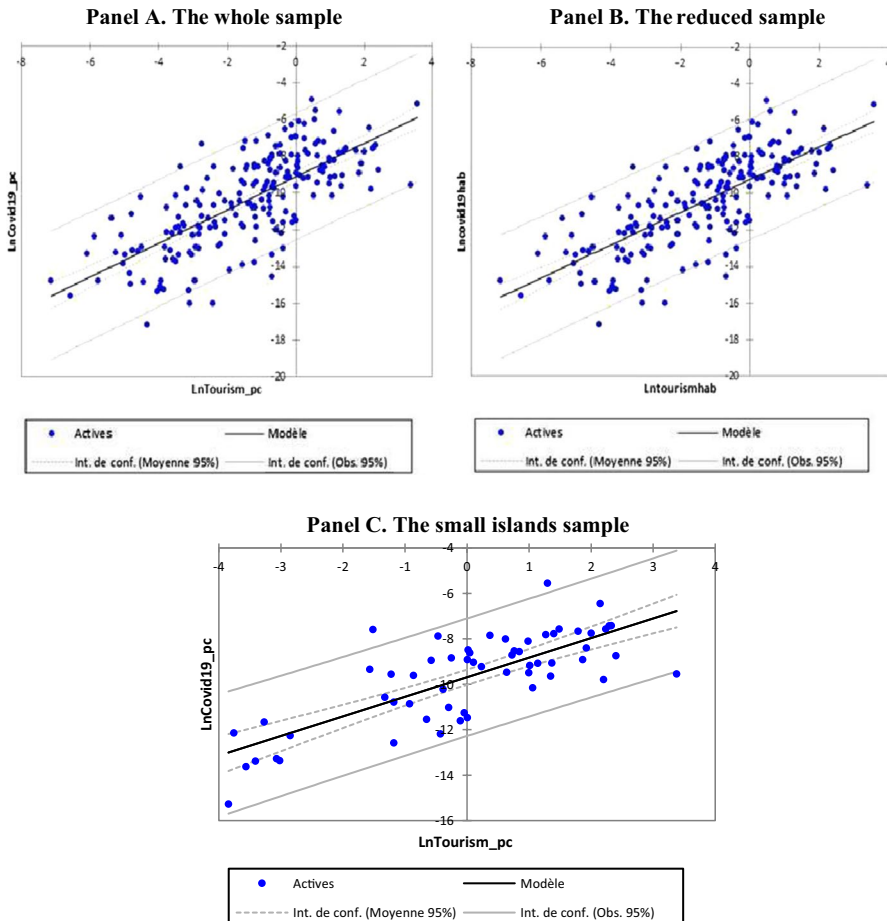 Panel A. The whole sample
-8 -6 -4 -2 0 2 4
-2
-4
-6
-8
-10
-12
-14
-16
-18
-20
LnCovid19_pc
LnTourism_pc
Actives Modèle
Int. de conf. (Moyenne 95%) Int. de conf. (Obs. 95%)
Panel B. The reduced sample
-8 -6 -4 -2 0 2 4
-2
-4
-6
-8
-10
-12
-14
-16
-18
-20
Lncovid19hab
Lntourismhab
Actives Modèle
Int. de conf. (Moyenne 95%) Int. de conf. (Obs. 95%)
Panel C. The small islands sample
-4 -3 -2 -1 0 1 2 3 4
-4
-6
-8
-10
-12
-14
-16
LnCovid19_pc
LnTourism_pc
Actives Modèle
Int. de conf. (Moyenne 95%) Int. de conf. (Obs. 95%)